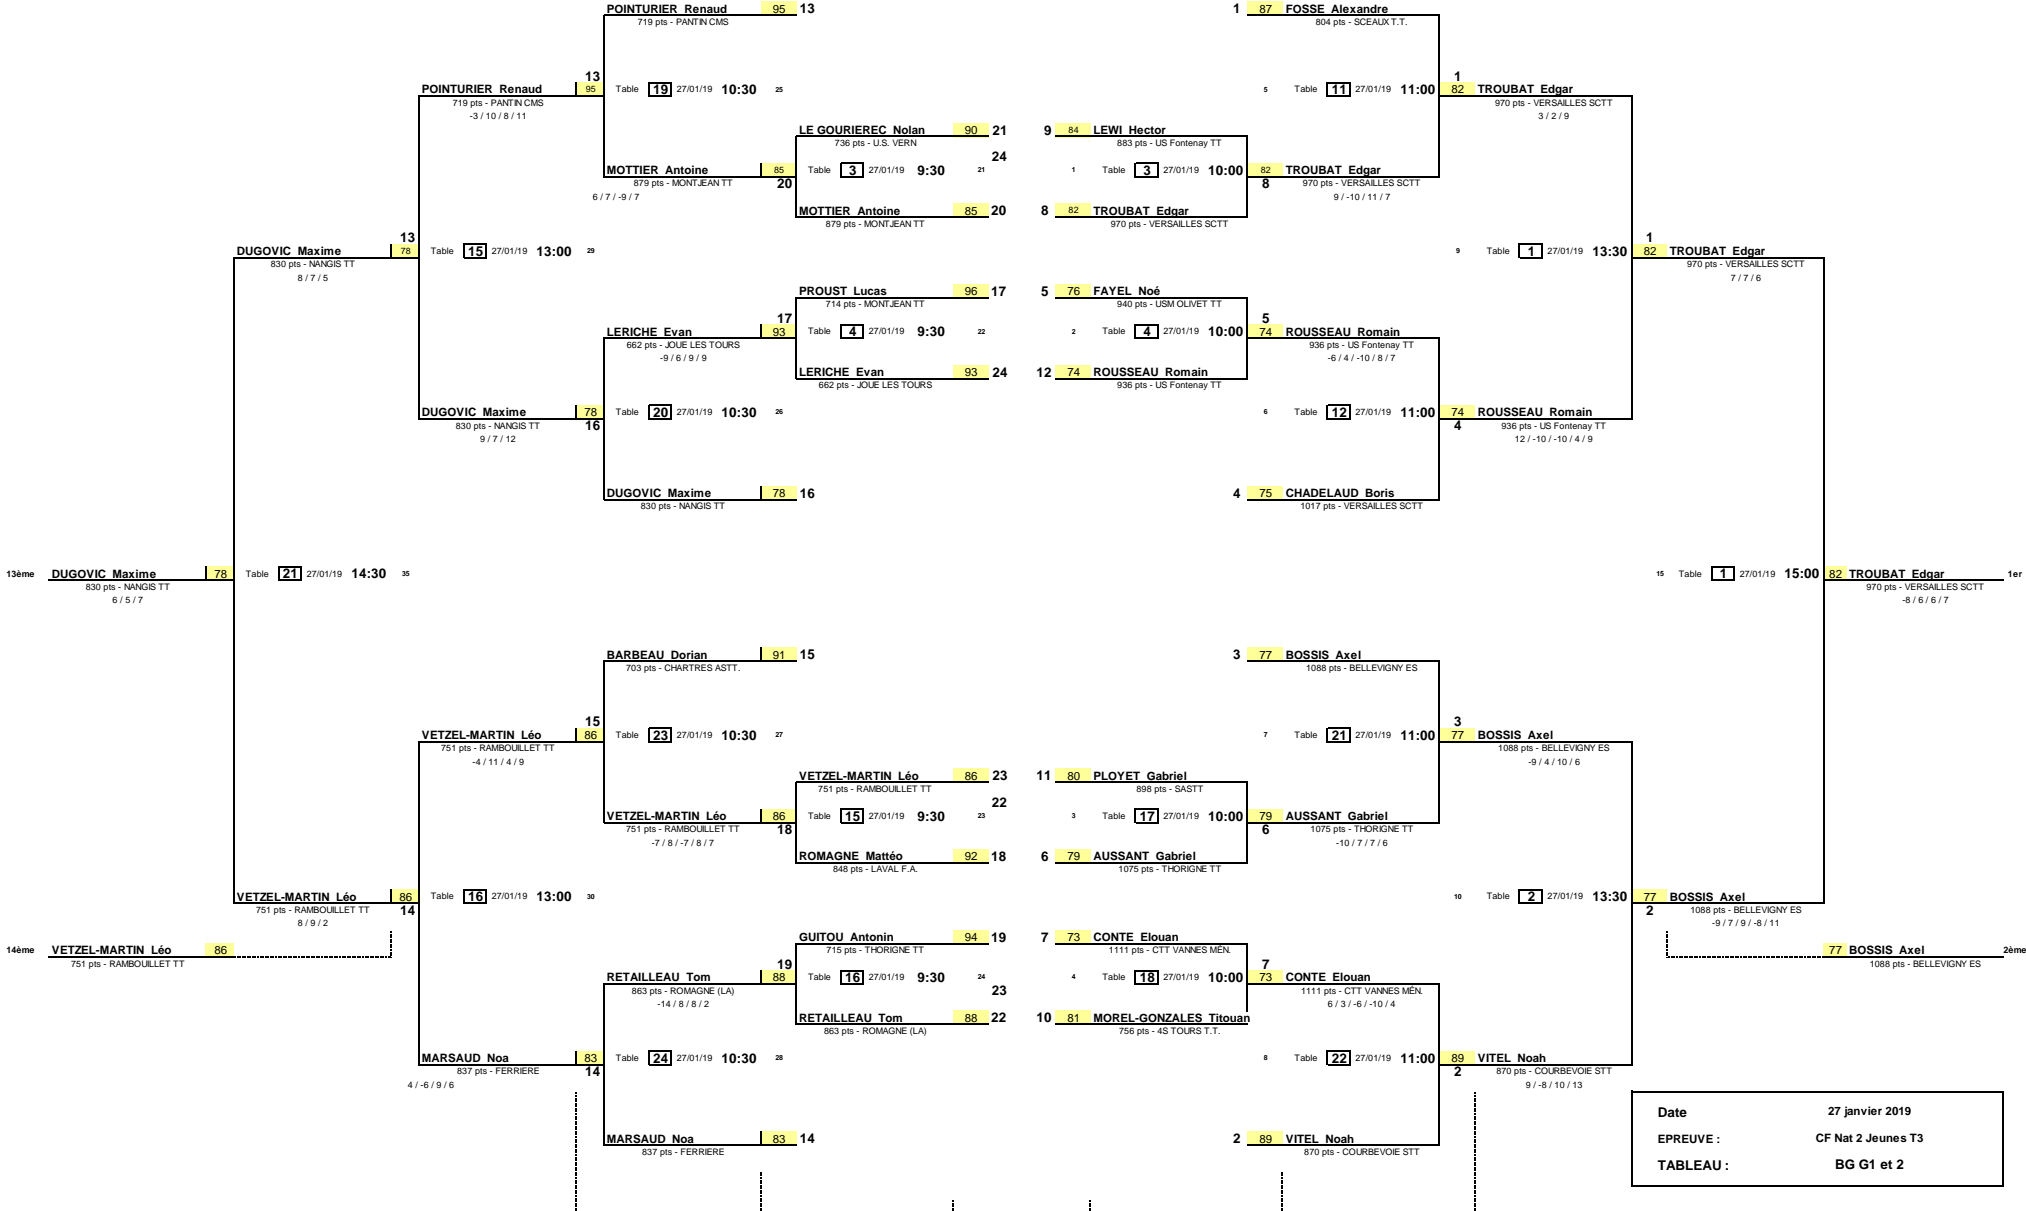 POINTURIER Renaud 95 13 1 87 FOSSE Alexandre
719 pts - PANTIN CMS 804 pts - SCEAUX T.T.
13 1
POINTURIER Renaud 95 Table 19 27/01/19 10:30 25 5 Table 11 27/01/19 11:00 82 TROUBAT Edgar
719 pts - PANTIN CMS 970 pts - VERSAILLES SCTT
-3 / 10 / 8 / 11 3 / 2 / 9
LE GOURIEREC Nolan 90 21 9 84 LEWI Hector
736 pts - U.S. VERN 883 pts - US Fontenay TT
24
MOTTIER Antoine 85 Table 3 27/01/19 9:30 21 1 Table 3 27/01/19 10:00 82 TROUBAT Edgar
879 pts - MONTJEAN TT 20 8 970 pts - VERSAILLES SCTT
6 / 7 / -9 / 7 9 / -10 / 11 / 7
MOTTIER Antoine 85 20 8 82 TROUBAT Edgar
879 pts - MONTJEAN TT 970 pts - VERSAILLES SCTT
13 1
DUGOVIC Maxime 78 Table 15 27/01/19 13:00 29 9 Table 1 27/01/19 13:30 82 TROUBAT Edgar
830 pts - NANGIS TT 970 pts - VERSAILLES SCTT
8 / 7 / 5 7 / 7 / 6
PROUST Lucas 96 17 5 76 FAYEL Noé
714 pts - MONTJEAN TT 940 pts - USM OLIVET TT
17 5
LERICHE Evan 93 Table 4 27/01/19 9:30 22 2 Table 4 27/01/19 10:00 74 ROUSSEAU Romain
662 pts - JOUE LES TOURS 936 pts - US Fontenay TT
-9 / 6 / 9 / 9 -6 / 4 / -10 / 8 / 7
LERICHE Evan 93 24 12 74 ROUSSEAU Romain
662 pts - JOUE LES TOURS 936 pts - US Fontenay TT
DUGOVIC Maxime 78 Table 20 27/01/19 10:30 26 6 Table 12 27/01/19 11:00 74 ROUSSEAU Romain
830 pts - NANGIS TT 16 4 936 pts - US Fontenay TT
9 / 7 / 12 12 / -10 / -10 / 4 / 9
DUGOVIC Maxime 78 16 4 75 CHADELAUD Boris
830 pts - NANGIS TT 1017 pts - VERSAILLES SCTT
13ème DUGOVIC Maxime 78 Table 21 27/01/19 14:30 35 15 Table 1 27/01/19 15:00 82 TROUBAT Edgar 1er
830 pts - NANGIS TT 970 pts - VERSAILLES SCTT
6 / 5 / 7 -8 / 6 / 6 / 7
BARBEAU Dorian 91 15 3 77 BOSSIS Axel
703 pts - CHARTRES ASTT. 1088 pts - BELLEVIGNY ES
15 3
VETZEL-MARTIN Léo 86 Table 23 27/01/19 10:30 27 7 Table 21 27/01/19 11:00 77 BOSSIS Axel
751 pts - RAMBOUILLET TT 1088 pts - BELLEVIGNY ES
-4 / 11 / 4 / 9 -9 / 4 / 10 / 6
VETZEL-MARTIN Léo 86 23 11 80 PLOYET Gabriel
751 pts - RAMBOUILLET TT 898 pts - SASTT
22
VETZEL-MARTIN Léo 86 Table 15 27/01/19 9:30 23 3 Table 17 27/01/19 10:00 79 AUSSANT Gabriel
751 pts - RAMBOUILLET TT 18 6 1075 pts - THORIGNE TT
-7 / 8 / -7 / 8 / 7 -10 / 7 / 7 / 6
ROMAGNE Mattéo 92 18 6 79 AUSSANT Gabriel
848 pts - LAVAL F.A. 1075 pts - THORIGNE TT
VETZEL-MARTIN Léo 86 Table 16 27/01/19 13:00 30 10 Table 2 27/01/19 13:30 77 BOSSIS Axel
751 pts - RAMBOUILLET TT 14 2 1088 pts - BELLEVIGNY ES
8 / 9 / 2 -9 / 7 / 9 / -8 / 11
GUITOU Antonin 94 19 7 73 CONTE Elouan
14ème VETZEL-MARTIN Léo 86 715 pts - THORIGNE TT 1111 pts - CTT VANNES MÉN. 77 BOSSIS Axel 2ème
751 pts - RAMBOUILLET TT 19 7 1088 pts - BELLEVIGNY ES
RETAILLEAU Tom 88 Table 16 27/01/19 9:30 24 4 Table 18 27/01/19 10:00 73 CONTE Elouan
863 pts - ROMAGNE (LA) 23 1111 pts - CTT VANNES MÉN.
-14 / 8 / 8 / 2 6 / 3 / -6 / -10 / 4
RETAILLEAU Tom 88 22 10 81 MOREL-GONZALES Titouan
863 pts - ROMAGNE (LA) 756 pts - 4S TOURS T.T.
MARSAUD Noa 83 Table 24 27/01/19 10:30 28 8 Table 22 27/01/19 11:00 89 VITEL Noah
837 pts - FERRIERE 14 2 870 pts - COURBEVOIE STT
4 / -6 / 9 / 6 9 / -8 / 10 / 13
Date 27 janvier 2019
EPREUVE : CF Nat 2 Jeunes T3
MARSAUD Noa 83 14 2 89 VITEL Noah
837 pts - FERRIERE 870 pts - COURBEVOIE STT
TABLEAU : BG G1 et 2